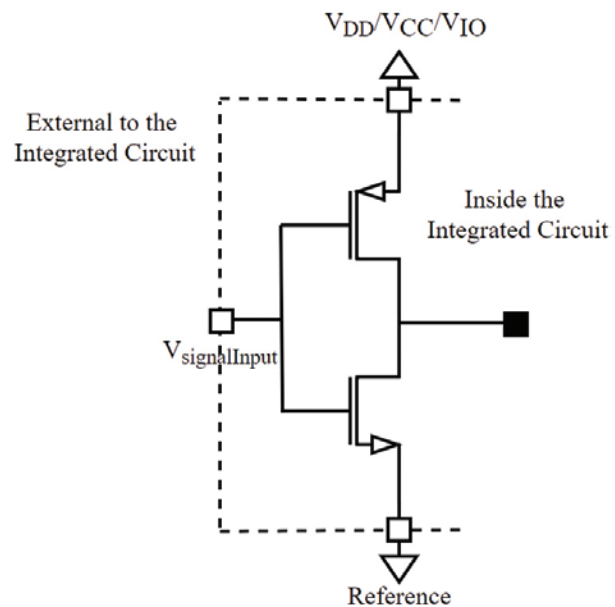 VDD/VCC/VIO
External to the
Integrated Circuit
Inside the
Integrated Circuit
VsignalInput
Reference